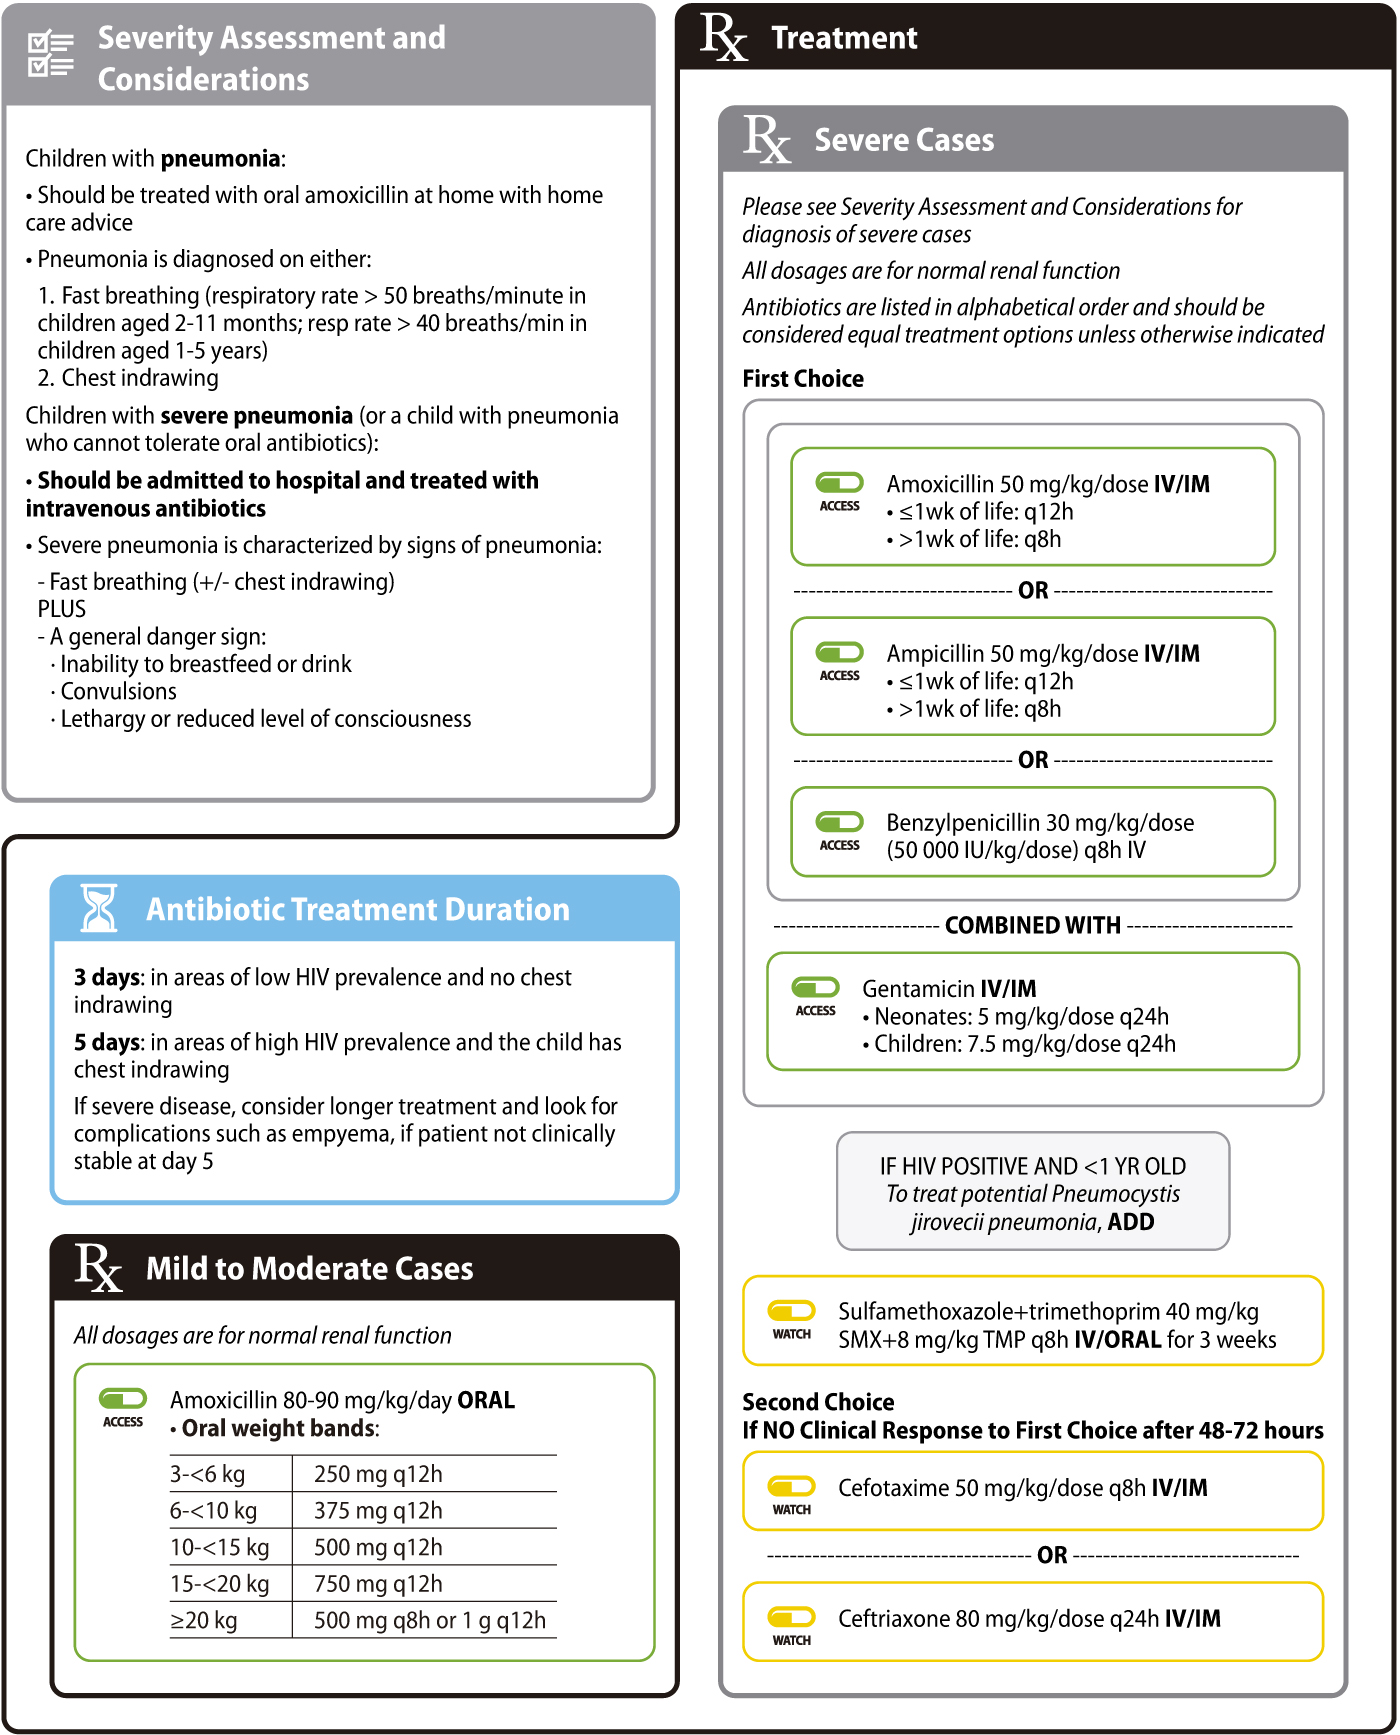 Severity Assessment and
Considerations
Children with pneumonia:
• Should be treated with oral amoxicillin at home with home
care advice
• Pneumonia is diagnosed on either:
1. Fast breathing (respiratory rate > 50 breaths/minute in
children aged 2-11 months; resp rate > 40 breaths/min in
children aged 1-5 years)
2. Chest indrawing
Children with severe pneumonia (or a child with pneumonia
who cannot tolerate oral antibiotics):
• Should be admitted to hospital and treated with
intravenous antibiotics
• Severe pneumonia is characterized by signs of pneumonia:
- Fast breathing (+/- chest indrawing)
PLUS
- A general danger sign:
· Inability to breastfeed or drink
· Convulsions
· Lethargy or reduced level of consciousness
Antibiotic Treatment Duration
3 days: in areas of low HIV prevalence and no chest
indrawing
5 days: in areas of high HIV prevalence and the child has
chest indrawing
If severe disease, consider longer treatment and look for
complications such as empyema, if patient not clinically
stable at day 5
Rx Mild to Moderate Cases
All dosages are for normal renal function
ACCESS
Amoxicillin 80-90 mg/kg/day ORAL
• Oral weight bands:
3-<6 kg 250 mg q12h
6-<10 kg 375 mg q12h
10-<15 kg 500 mg q12h
15-<20 kg 750 mg q12h
≥20 kg 500 mg q8h or 1 g q12h
Rx Treatment
Rx Severe Cases
Please see Severity Assessment and Considerations for
diagnosis of severe cases
All dosages are for normal renal function
Antibiotics are listed in alphabetical order and should be
considered equal treatment options unless otherwise indicated
First Choice
ACCESS
Amoxicillin 50 mg/kg/dose IV/IM
• ≤1wk of life: q12h
• >1wk of life: q8h
OR
ACCESS
Ampicillin 50 mg/kg/dose IV/IM
• ≤1wk of life: q12h
• >1wk of life: q8h
OR
ACCESS
Benzylpenicillin 30 mg/kg/dose
(50 000 IU/kg/dose) q8h IV
COMBINED WITH
ACCESS
Gentamicin IV/IM
• Neonates: 5 mg/kg/dose q24h
• Children: 7.5 mg/kg/dose q24h
IF HIV POSITIVE AND <1 YR OLD
To treat potential Pneumocystis
jirovecii pneumonia, ADD
WATCH
Sulfamethoxazole+trimethoprim 40 mg/kg
SMX+8 mg/kg TMP q8h IV/ORAL for 3 weeks
Second Choice
If NO Clinical Response to First Choice after 48-72 hours
WATCH
Cefotaxime 50 mg/kg/dose q8h IV/IM
OR
WATCH
Ceftriaxone 80 mg/kg/dose q24h IV/IM